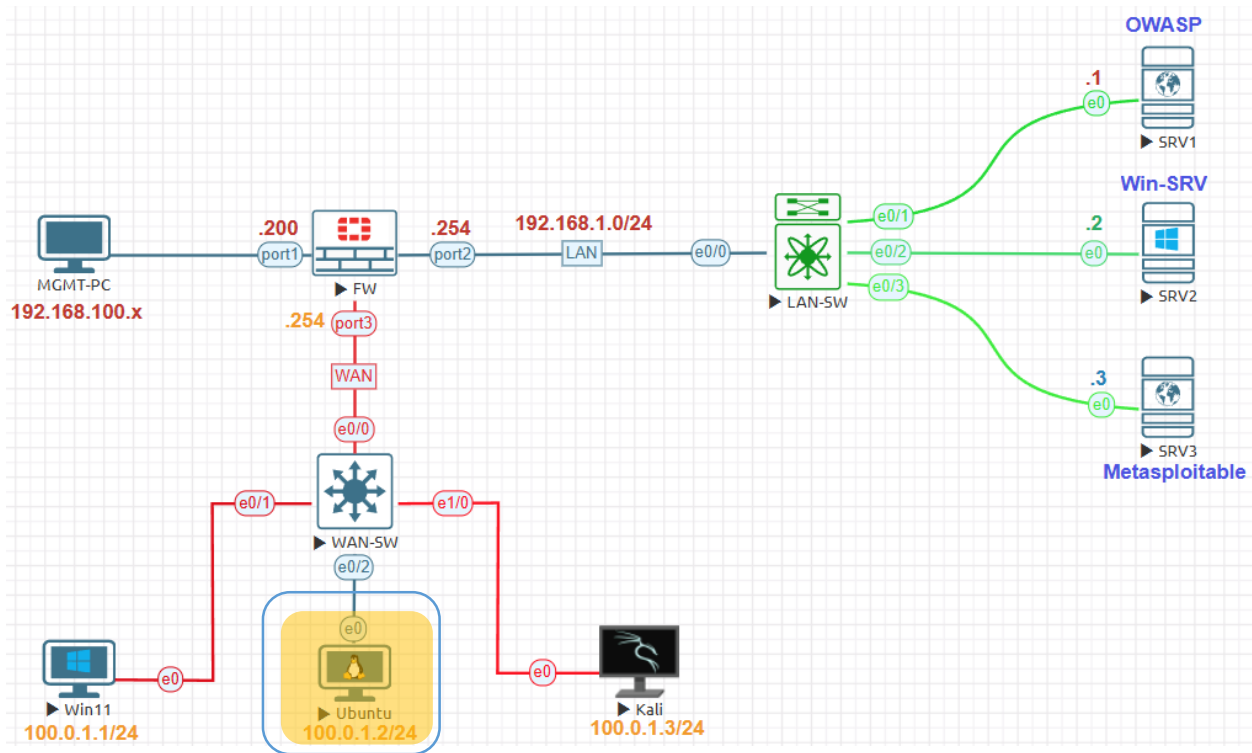 OWASP
.1
e0
SRV1
Win-SRV
.200
.254
192.168.1.0/24
e0/1
.2
port1
port2
LAN
e0/0
e0/2
e0
MGMT-PC
FW
e0/3
LAN-SW
SRV2
192.168.100.x
.254
port3
WAN
.3
e0
e0/0
SRV3
Metasploitable
e0/1
e1/0
WAN-SW
e0/2
e0
e0
e0
Win11
Ubuntu
Kali
100.0.1.1/24
100.0.1.2/24
100.0.1.3/24